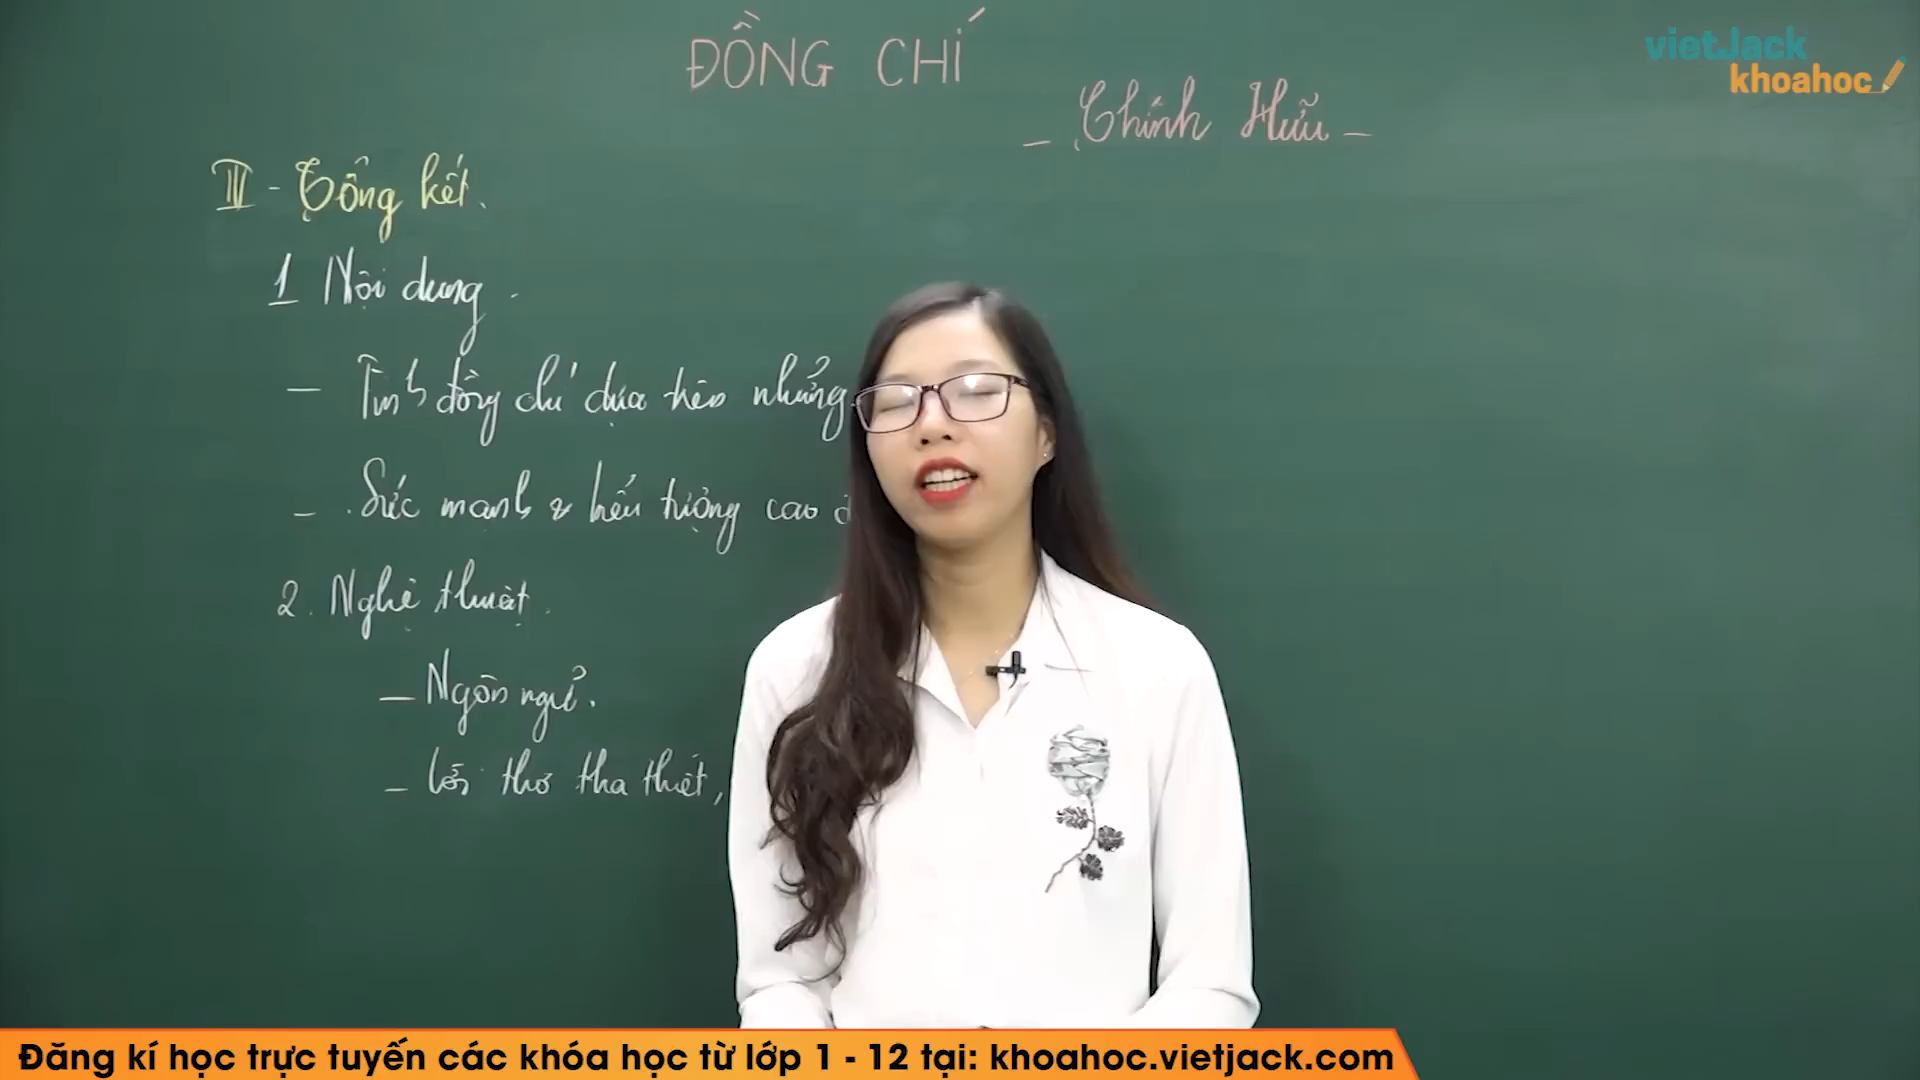 ĐỒNG CHÍ
vietJack
khoahoc
- Chính Hữu -
III - Tổng kết.
1 Nội dung.
- Tình đồng chí dựa trên những
- Sức mạnh & biểu tượng cao
2. Nghệ thuật.
- Ngôn ngữ.
- Lời thơ tha thiết,
Đăng kí học trực tuyến các khóa học từ lớp 1 - 12 tại: khoahoc.vietjack.com